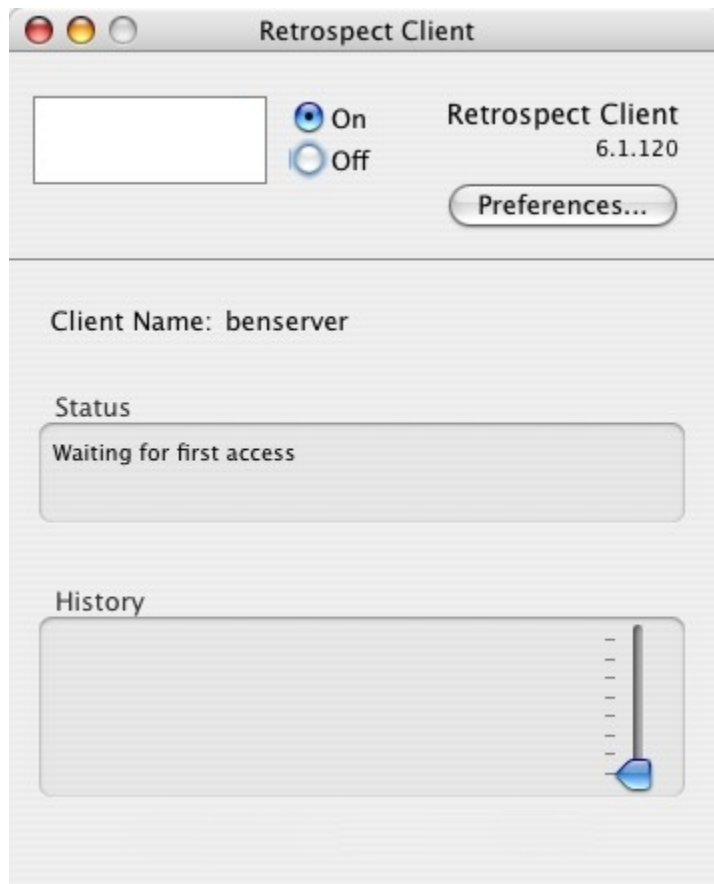 Retrospect Client
On
Off
Retrospect Client
6.1.120
Preferences...
Client Name: benserver
Status
Waiting for first access
History